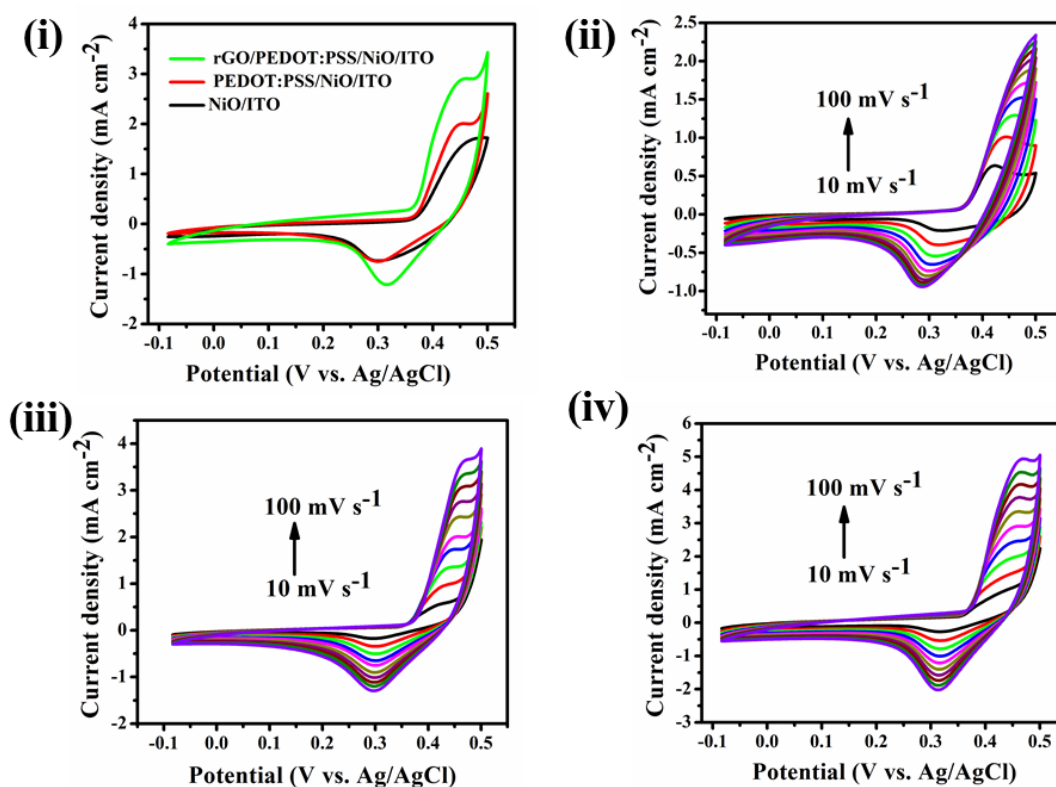 (i)
4
3
2
1
0
-1
-2
Current density (mA cm-2)
rGO/PEDOT:PSS/NiO/ITO
PEDOT:PSS/NiO/ITO
NiO/ITO
-0.1 0.0 0.1 0.2 0.3 0.4 0.5
Potential (V vs. Ag/AgCl)
(ii)
2.5
2.0
1.5
1.0
0.5
0.0
-0.5
-1.0
Current density (mA cm-2)
100 mV s-1
10 mV s-1
-0.1 0.0 0.1 0.2 0.3 0.4 0.5
Potential (V vs. Ag/AgCl)
(iii)
4
3
2
1
0
-1
-2
Current density (mA cm-2)
100 mV s-1
10 mV s-1
-0.1 0.0 0.1 0.2 0.3 0.4 0.5
Potential (V vs. Ag/AgCl)
(iv)
6
5
4
3
2
1
0
-1
-2
-3
Current density (mA cm-2)
100 mV s-1
10 mV s-1
-0.1 0.0 0.1 0.2 0.3 0.4 0.5
Potential (V vs. Ag/AgCl)